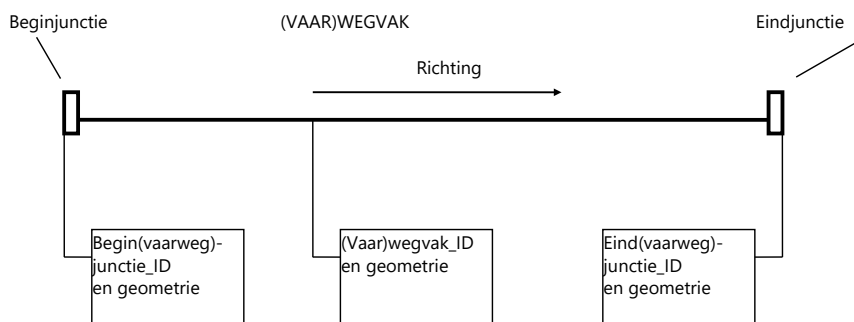 Beginjunctie
(VAAR)WEGVAK
Eindjunctie
Richting
Begin(vaarweg)-
junctie_ID
en geometrie
(Vaar)wegvak_ID
en geometrie
Eind(vaarweg)-
junctie_ID
en geometrie